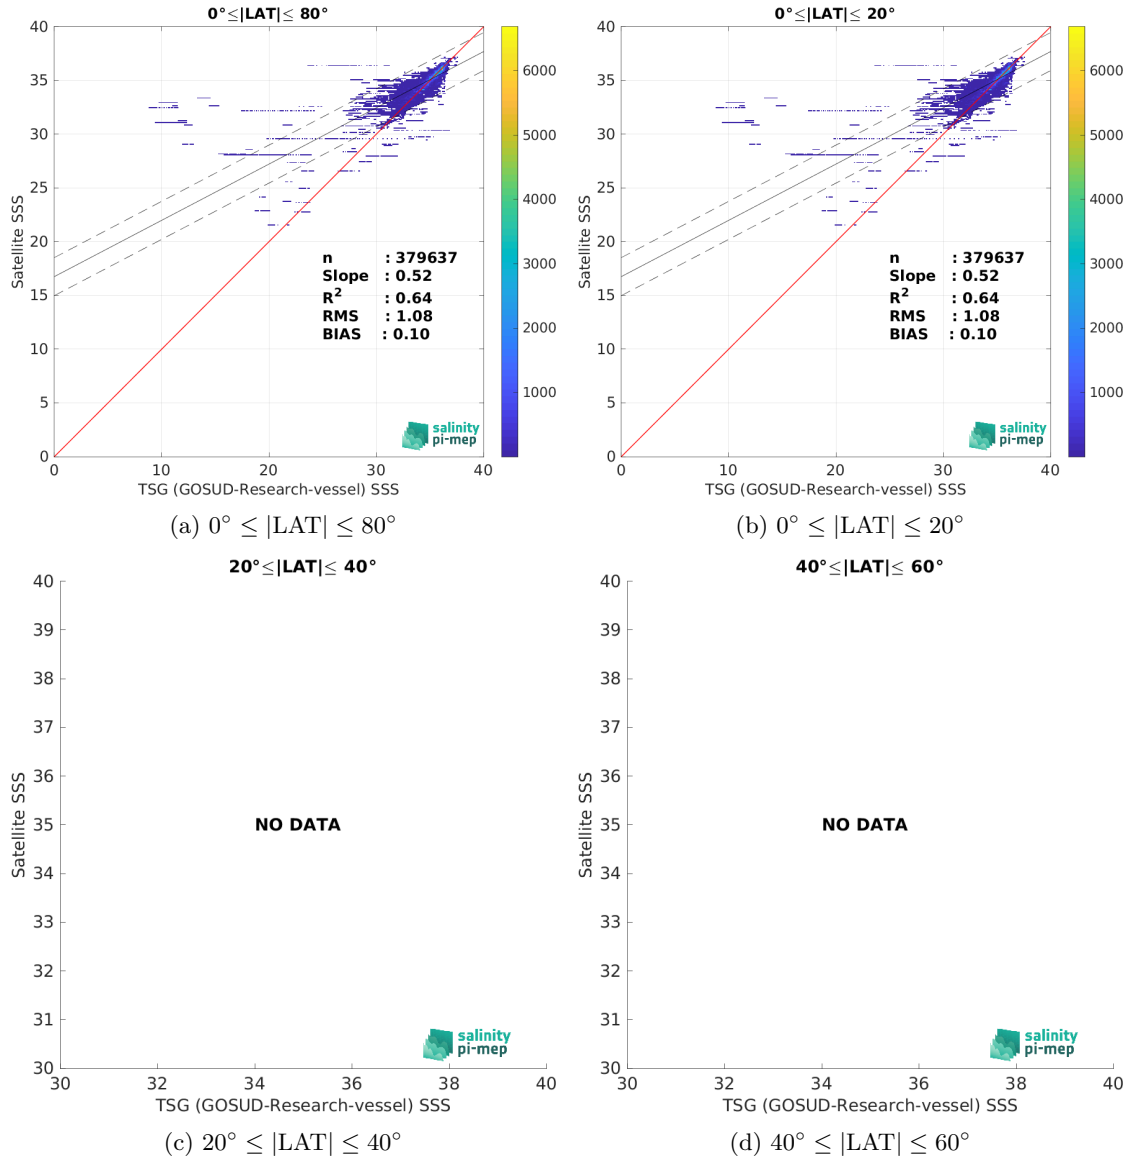 0°≤|LAT|≤ 80°
40
35
30
25
20
15
10
5
0
Satellite SSS
n : 379637
Slope : 0.52
R² : 0.64
RMS : 1.08
BIAS : 0.10
salinity
pi-mep
0 10 20 30 40
TSG (GOSUD-Research-vessel) SSS
6000
5000
4000
3000
2000
1000
(a) 0° ≤ |LAT| ≤ 80°
0°≤|LAT|≤ 20°
40
35
30
25
20
15
10
5
0
Satellite SSS
n : 379637
Slope : 0.52
R² : 0.64
RMS : 1.08
BIAS : 0.10
salinity
pi-mep
0 10 20 30 40
TSG (GOSUD-Research-vessel) SSS
6000
5000
4000
3000
2000
1000
(b) 0° ≤ |LAT| ≤ 20°
20°≤|LAT|≤ 40°
40
39
38
37
36
35
34
33
32
31
30
Satellite SSS
NO DATA
salinity
pi-mep
30 32 34 36 38 40
TSG (GOSUD-Research-vessel) SSS
(c) 20° ≤ |LAT| ≤ 40°
40°≤|LAT|≤ 60°
40
39
38
37
36
35
34
33
32
31
30
Satellite SSS
NO DATA
salinity
pi-mep
30 32 34 36 38 40
TSG (GOSUD-Research-vessel) SSS
(d) 40° ≤ |LAT| ≤ 60°